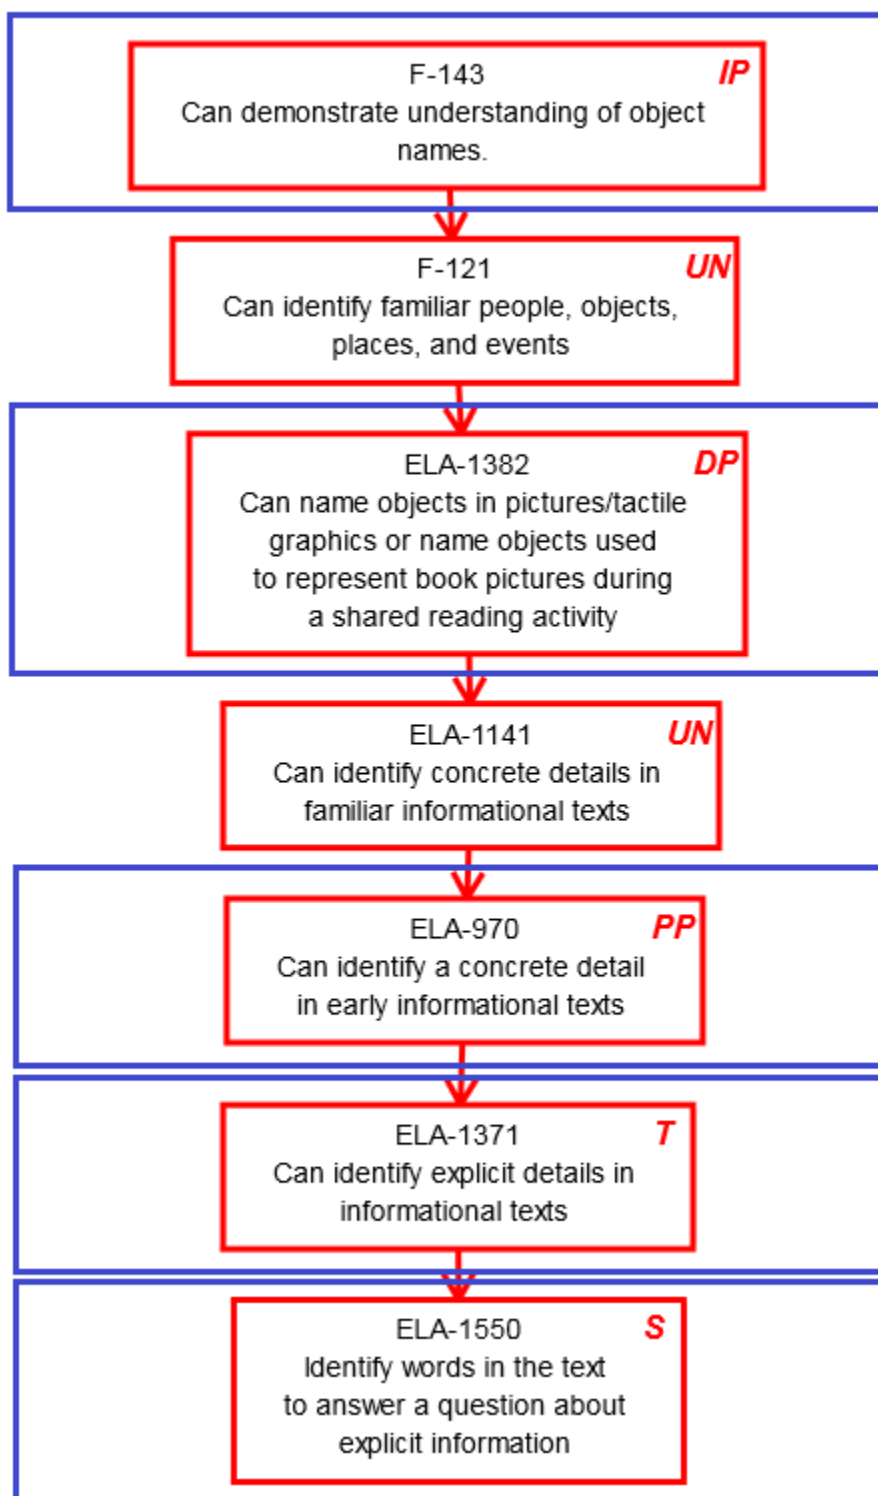 F-143 IP
Can demonstrate understanding of object
names.
F-121 UN
Can identify familiar people, objects,
places, and events
ELA-1382 DP
Can name objects in pictures/tactile
graphics or name objects used
to represent book pictures during
a shared reading activity
ELA-1141 UN
Can identify concrete details in
familiar informational texts
ELA-970 PP
Can identify a concrete detail
in early informational texts
ELA-1371 T
Can identify explicit details in
informational texts
ELA-1550 S
Identify words in the text
to answer a question about
explicit information